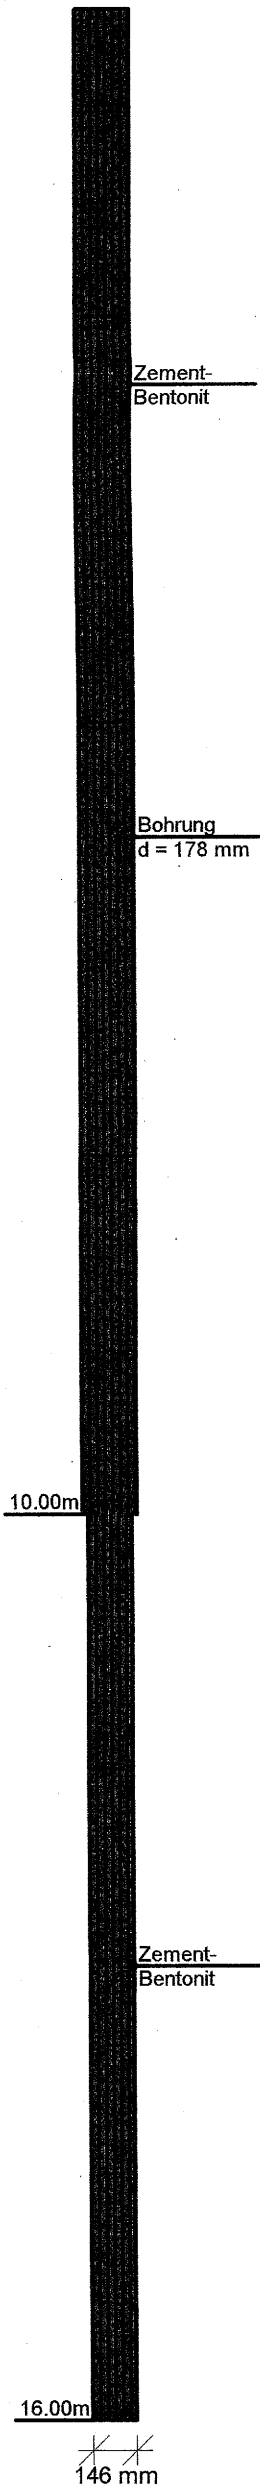 Zement-
Bentonit
Bohrung
d = 178 mm
10.00m
Zement-
Bentonit
16.00m
146 mm